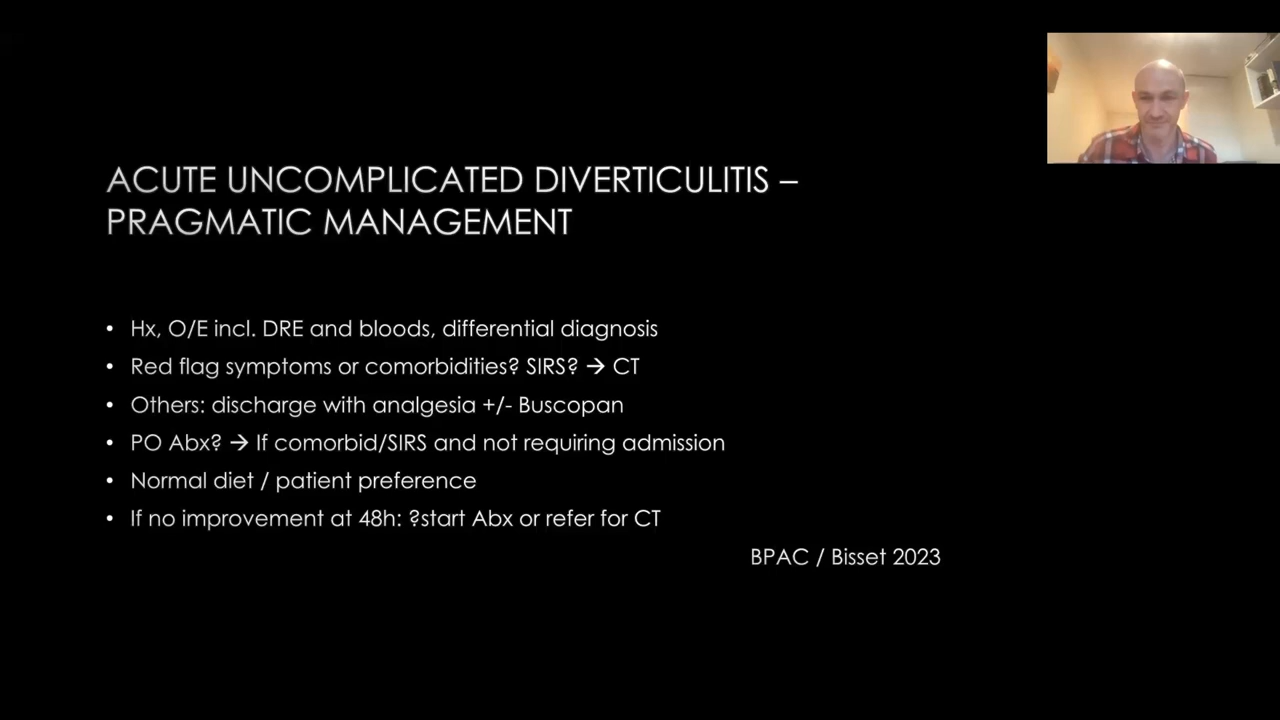 ACUTE UNCOMPLICATED DIVERTICULITIS –
PRAGMATIC MANAGEMENT
• Hx, O/E incl. DRE and bloods, differential diagnosis
• Red flag symptoms or comorbidities? SIRS? → CT
• Others: discharge with analgesia +/- Buscopan
• PO Abx? → If comorbid/SIRS and not requiring admission
• Normal diet / patient preference
• If no improvement at 48h: ?start Abx or refer for CT
BPAC / Bisset 2023